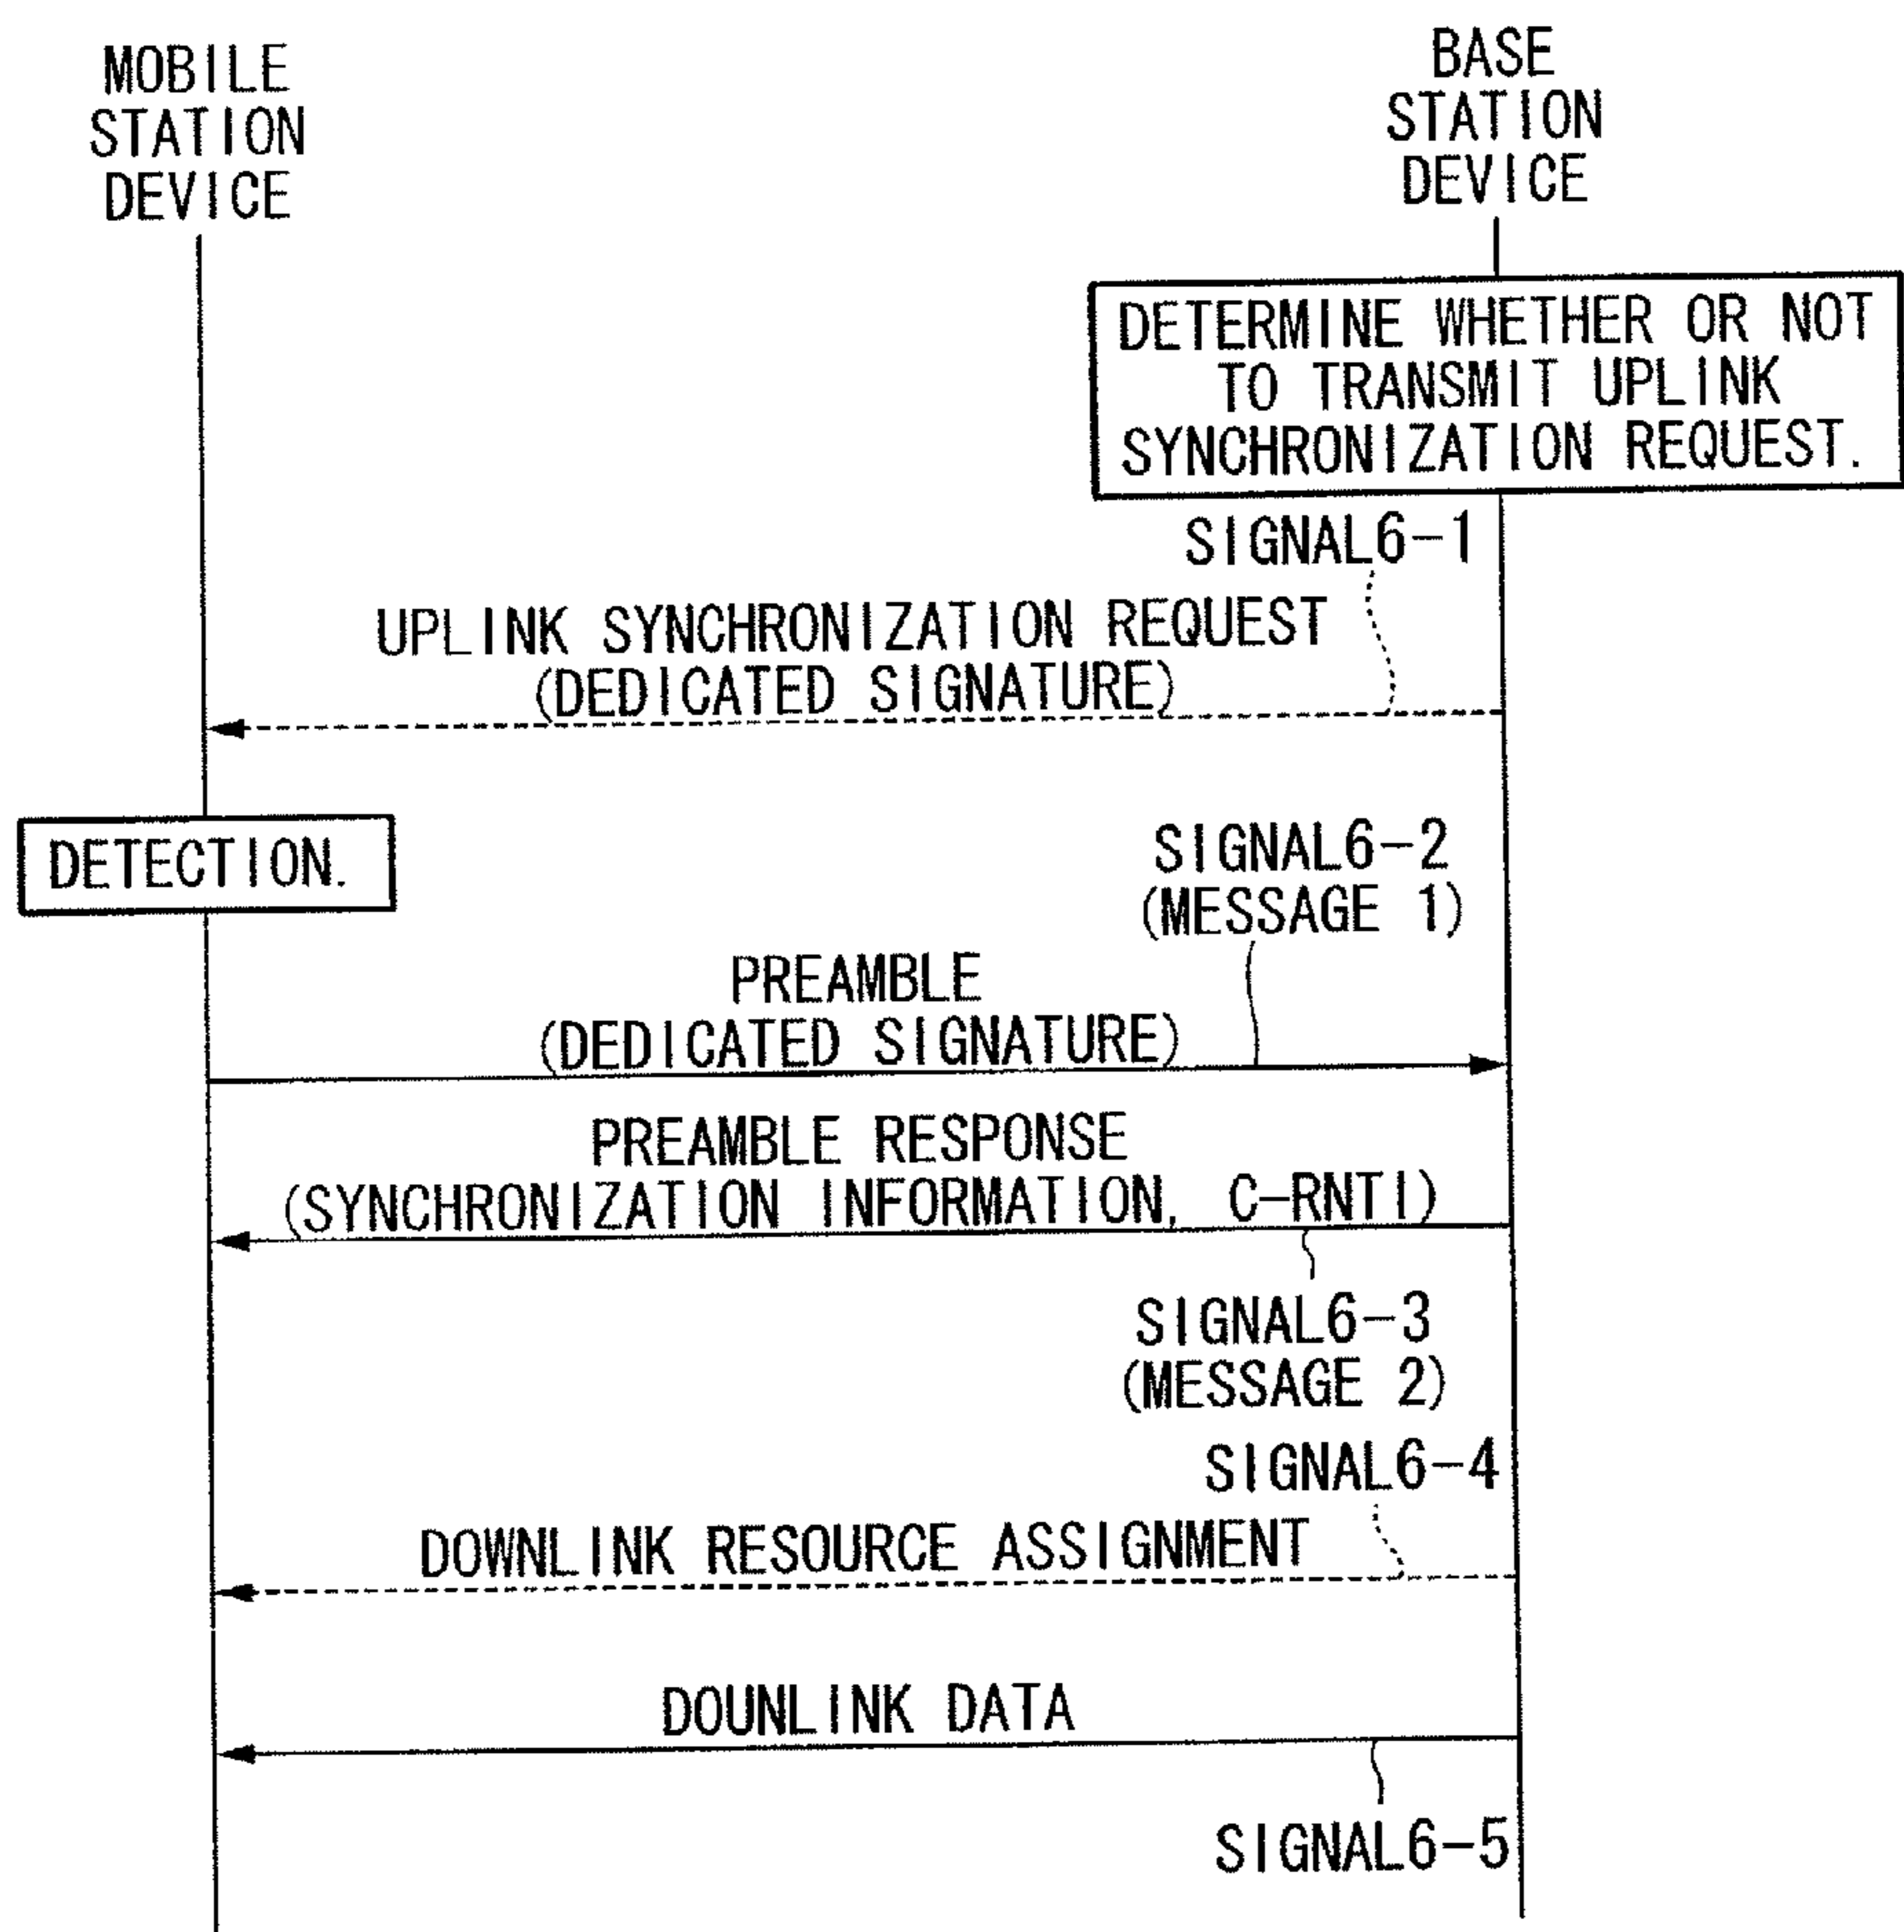 MOBILE
STATION
DEVICE
BASE
STATION
DEVICE
DETERMINE WHETHER OR NOT
TO TRANSMIT UPLINK
SYNCHRONIZATION REQUEST.
SIGNAL6-1
UPLINK SYNCHRONIZATION REQUEST
(DEDICATED SIGNATURE)
DETECTION.
SIGNAL6-2
(MESSAGE 1)
PREAMBLE
(DEDICATED SIGNATURE)
PREAMBLE RESPONSE
(SYNCHRONIZATION INFORMATION, C-RNTI)
SIGNAL6-3
(MESSAGE 2)
SIGNAL6-4
DOWNLINK RESOURCE ASSIGNMENT
DOUNLINK DATA
SIGNAL6-5